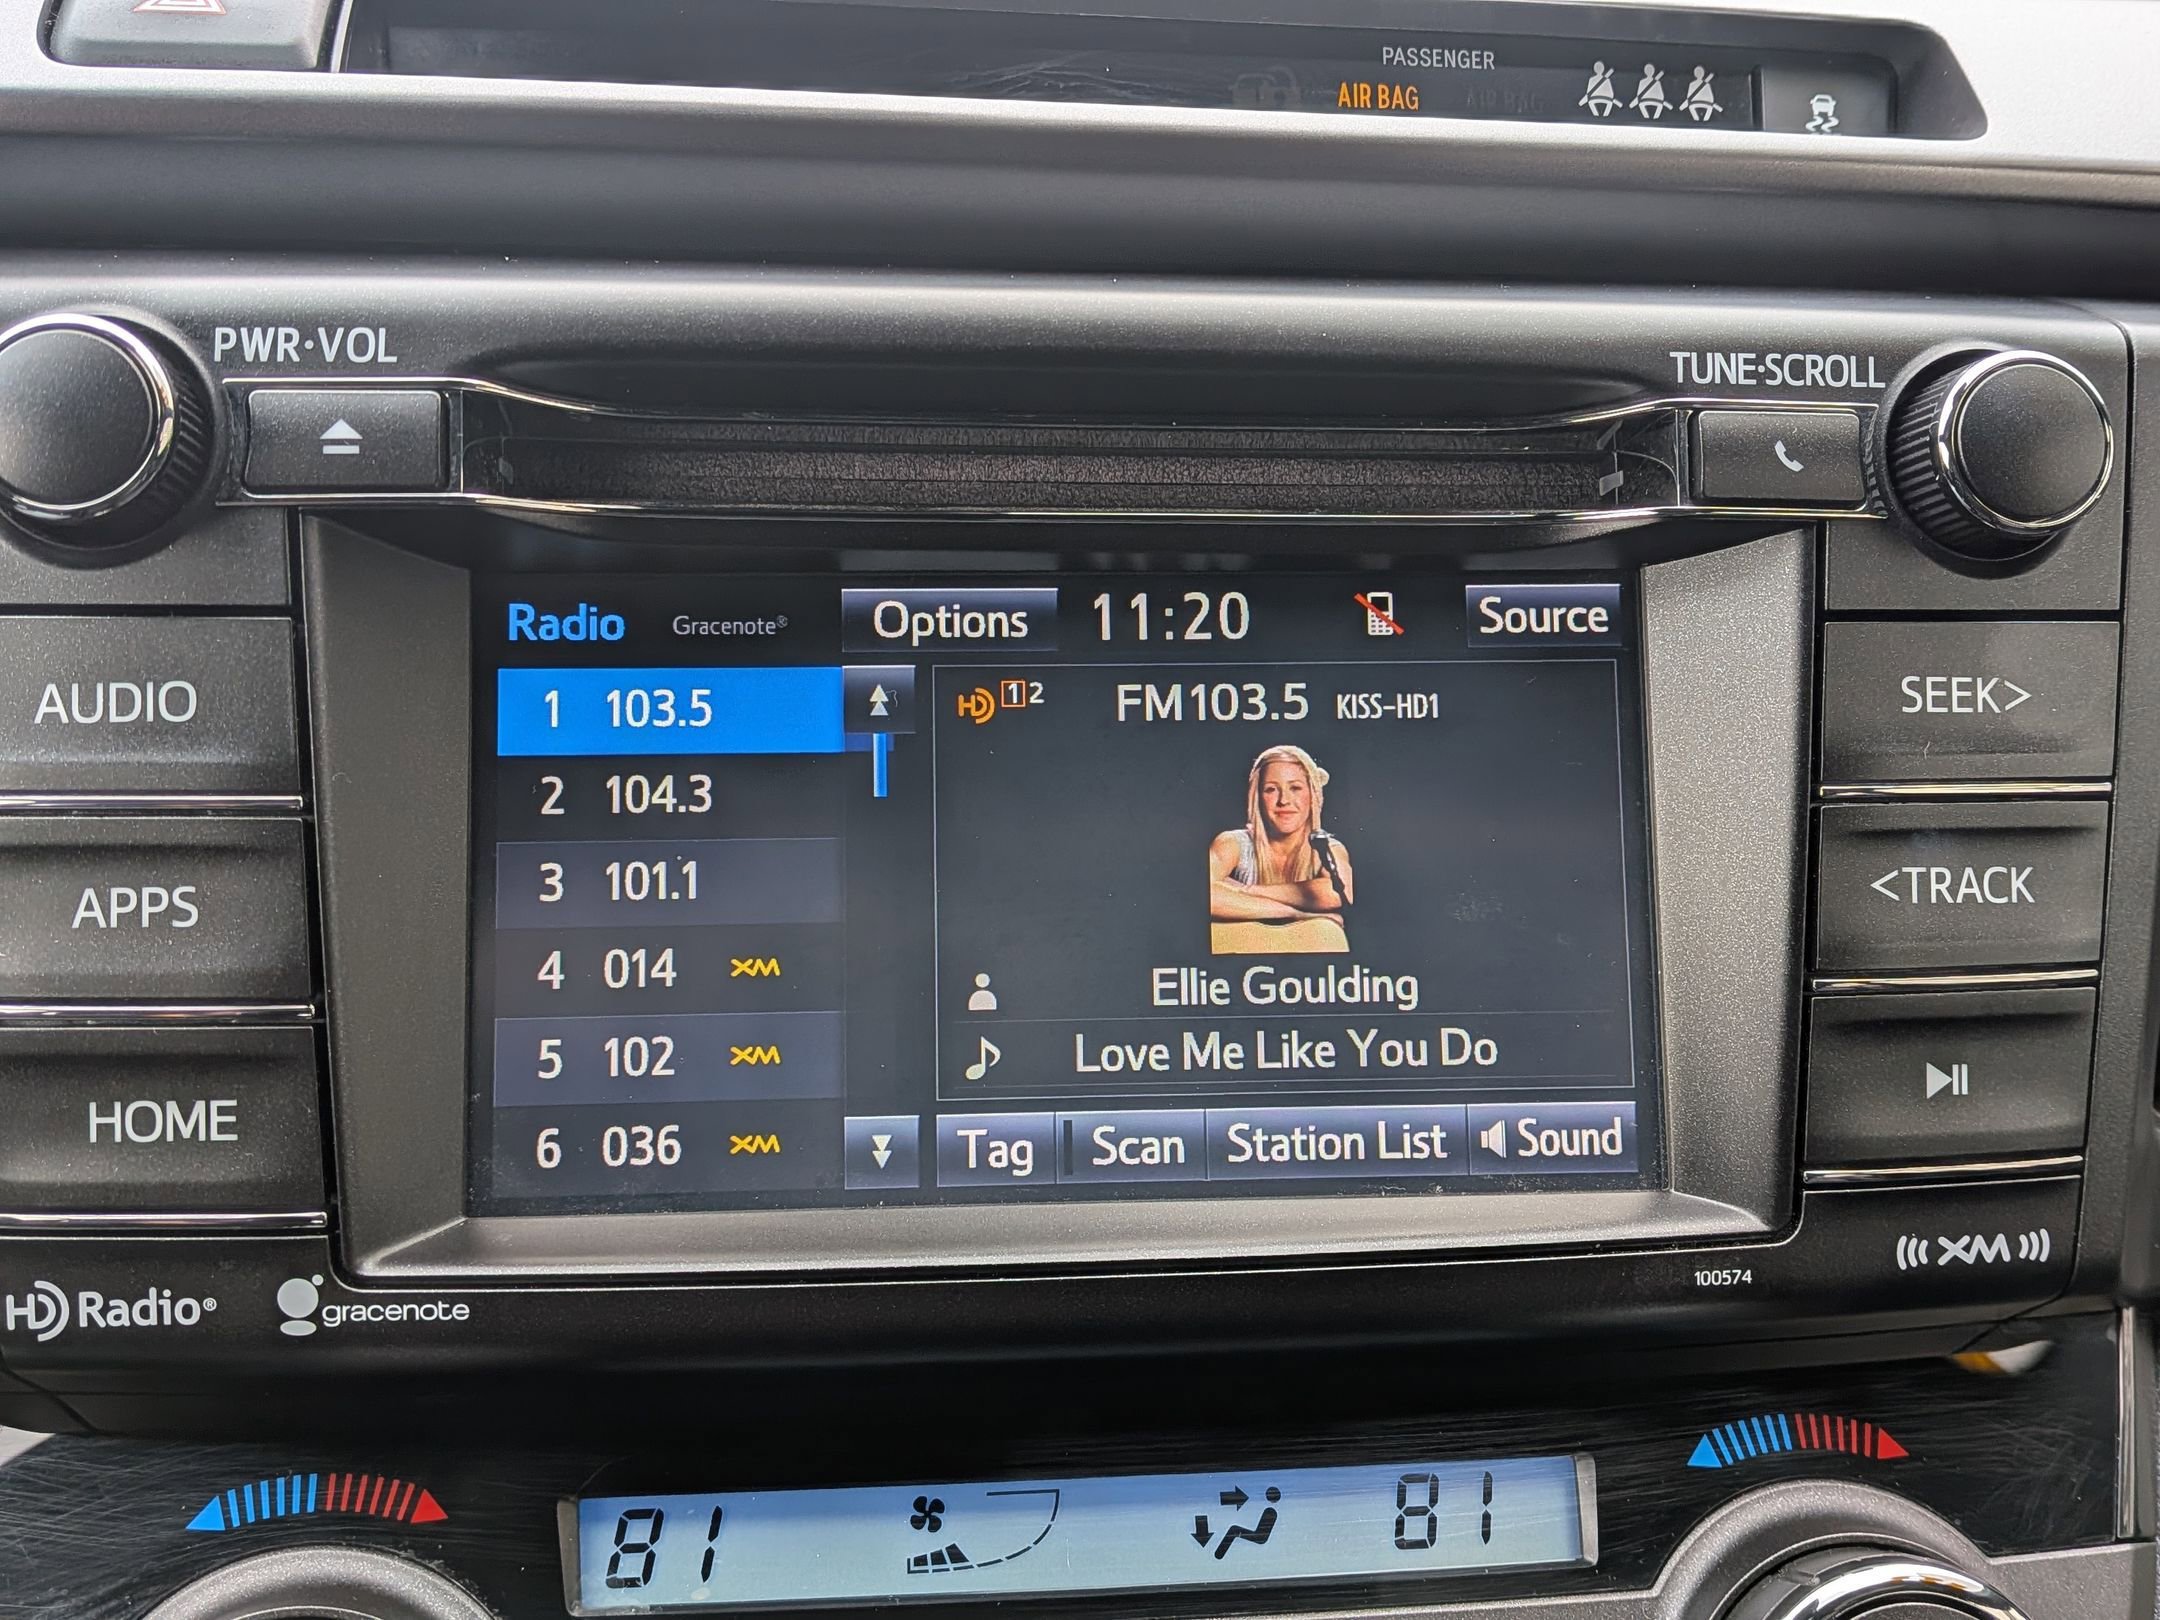 PASSENGER
AIR BAG
PWR·VOL
TUNE·SCROLL
AUDIO
APPS
HOME
Radio
Gracenote®
Options
11:20
Source
1 103.5
2 104.3
3 101.1
4 014 XM
5 102 XM
6 036 XM
HD 1 2
FM103.5 KISS-HD1
Ellie Goulding
Love Me Like You Do
Tag
Scan
Station List
Sound
SEEK>
<TRACK
HD Radio®
gracenote
100574
((( XM )))
81
81